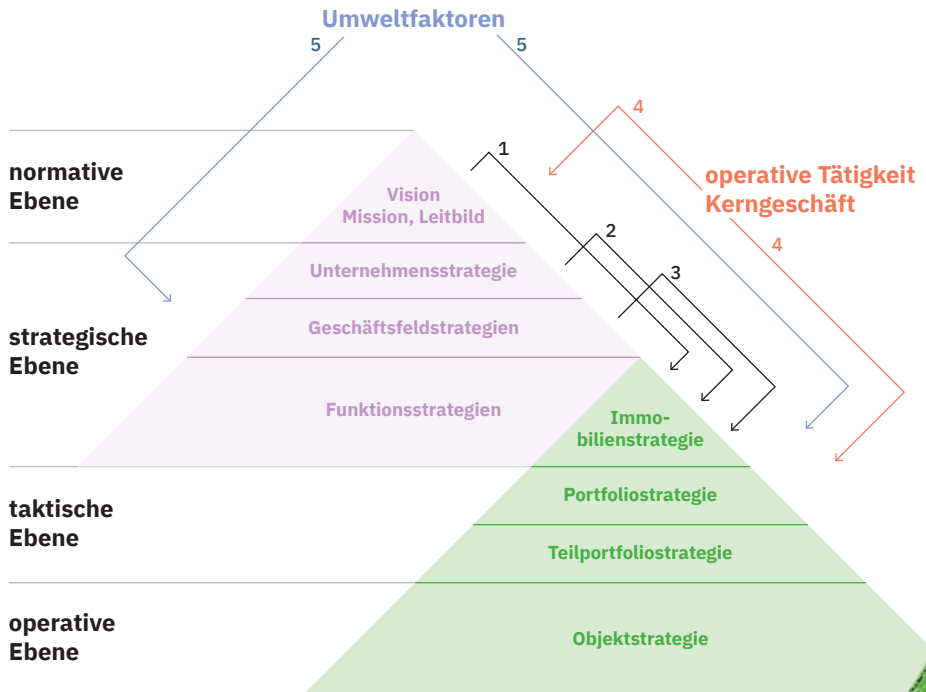 Umweltfaktoren
5
5
4
1
normative
Ebene
Vision
Mission, Leitbild
operative Tätigkeit
Kerngeschäft
2
4
Unternehmensstrategie
3
strategische
Ebene
Geschäftsfeldstrategien
Funktionsstrategien
Immo-
bilienstrategie
taktische
Ebene
Portfoliostrategie
Teilportfoliostrategie
operative
Ebene
Objektstrategie